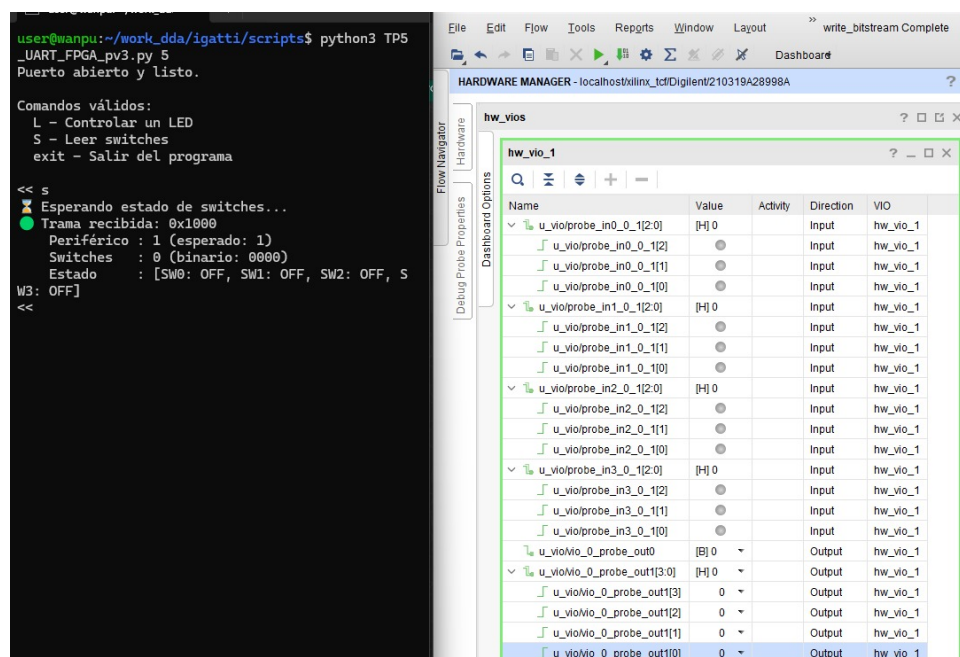 user@wanpu:~/work_dda/igatti/scripts$ python3 TP5
_UART_FPGA_pv3.py 5
Puerto abierto y listo.
Comandos válidos:
L – Controlar un LED
S – Leer switches
exit – Salir del programa
<< s
⏳ Esperando estado de switches...
🟢 Trama recibida: 0x1000
Periférico : 1 (esperado: 1)
Switches : 0 (binario: 0000)
Estado : [SW0: OFF, SW1: OFF, SW2: OFF, S
W3: OFF]
<<
File Edit Flow Tools Reports Window Layout » write_bitstream Complete
Dashboard
HARDWARE MANAGER - localhost/xilinx_tcf/Digilent/210319A28998A ?
Flow Navigator
Hardware
Debug Probe Properties
hw_vios ?
Dashboard Options
hw_vio_1 ?
Name Value Activity Direction VIO
u_vio/probe_in0_0_1[2:0] [H] 0 Input hw_vio_1
u_vio/probe_in0_0_1[2] Input hw_vio_1
u_vio/probe_in0_0_1[1] Input hw_vio_1
u_vio/probe_in0_0_1[0] Input hw_vio_1
u_vio/probe_in1_0_1[2:0] [H] 0 Input hw_vio_1
u_vio/probe_in1_0_1[2] Input hw_vio_1
u_vio/probe_in1_0_1[1] Input hw_vio_1
u_vio/probe_in1_0_1[0] Input hw_vio_1
u_vio/probe_in2_0_1[2:0] [H] 0 Input hw_vio_1
u_vio/probe_in2_0_1[2] Input hw_vio_1
u_vio/probe_in2_0_1[1] Input hw_vio_1
u_vio/probe_in2_0_1[0] Input hw_vio_1
u_vio/probe_in3_0_1[2:0] [H] 0 Input hw_vio_1
u_vio/probe_in3_0_1[2] Input hw_vio_1
u_vio/probe_in3_0_1[1] Input hw_vio_1
u_vio/probe_in3_0_1[0] Input hw_vio_1
u_vio/vio_0_probe_out0 [B] 0 Output hw_vio_1
u_vio/vio_0_probe_out1[3:0] [H] 0 Output hw_vio_1
u_vio/vio_0_probe_out1[3] 0 Output hw_vio_1
u_vio/vio_0_probe_out1[2] 0 Output hw_vio_1
u_vio/vio_0_probe_out1[1] 0 Output hw_vio_1
u_vio/vio_0_probe_out1[0] 0 Output hw_vio_1